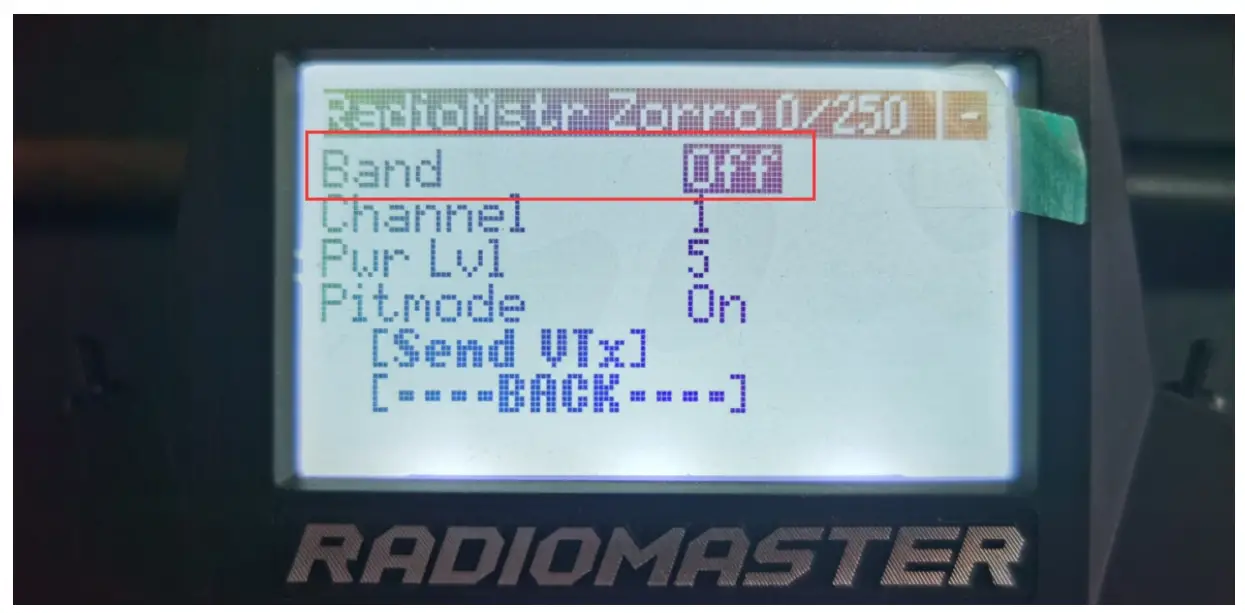 RadioMstr Zorro 0/250 -
Band Off
Channel 1
Pwr Lvl 5
Pitmode On
[Send VTx]
[----BACK----]
RADIOMASTER